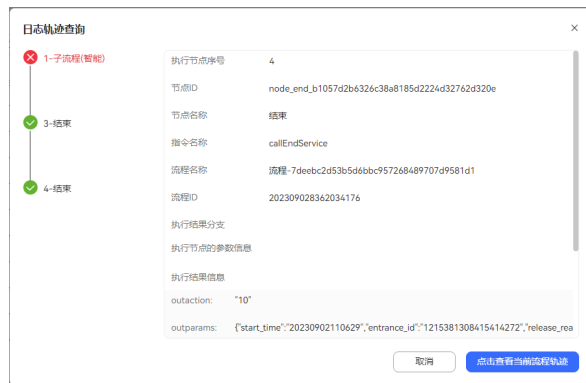 日志轨迹查询
1-子流程(智能)
3-结束
4-结束
执行节点序号 4
节点ID node_end_b1057d2b6326c38a8185d2224d32762d320e
节点名称 结束
指令名称 callEndService
流程名称 流程-7deebc2d53b5d6bbc957268489707d9581d1
流程ID 202309028362034176
执行结果分支
执行节点的参数信息
执行结果信息
outaction: "10"
outparams: {"start_time":"20230902110629","entrance_id":"1215381308415414272","release_rea
取消 点击查看当前流程轨迹